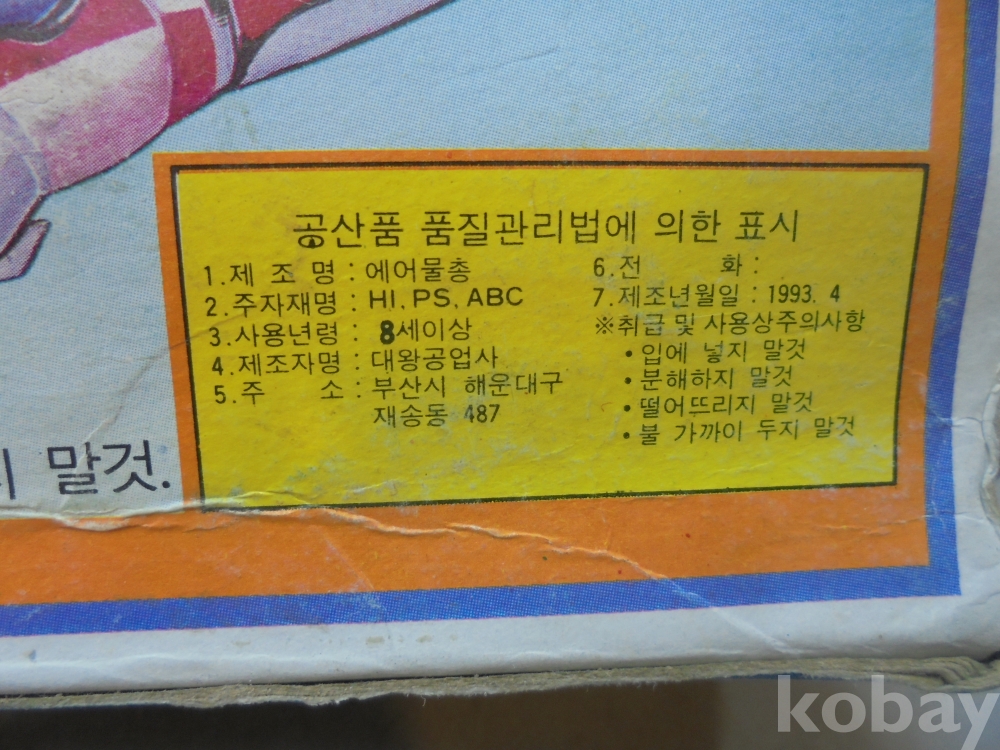 공산품 품질관리법에 의한 표시
1. 제 조 명 : 에어물총
2. 주자재명 : HI, PS, ABC
3. 사용년령 : 8세이상
4. 제조자명 : 대왕공업사
5. 주 소 : 부산시 해운대구
재송동 487
6. 전 화 :
7. 제조년월일 : 1993. 4
※취급 및 사용상주의사항
• 입에 넣지 말것
• 분해하지 말것
• 떨어뜨리지 말것
• 불 가까이 두지 말것
지 말것.
kobay